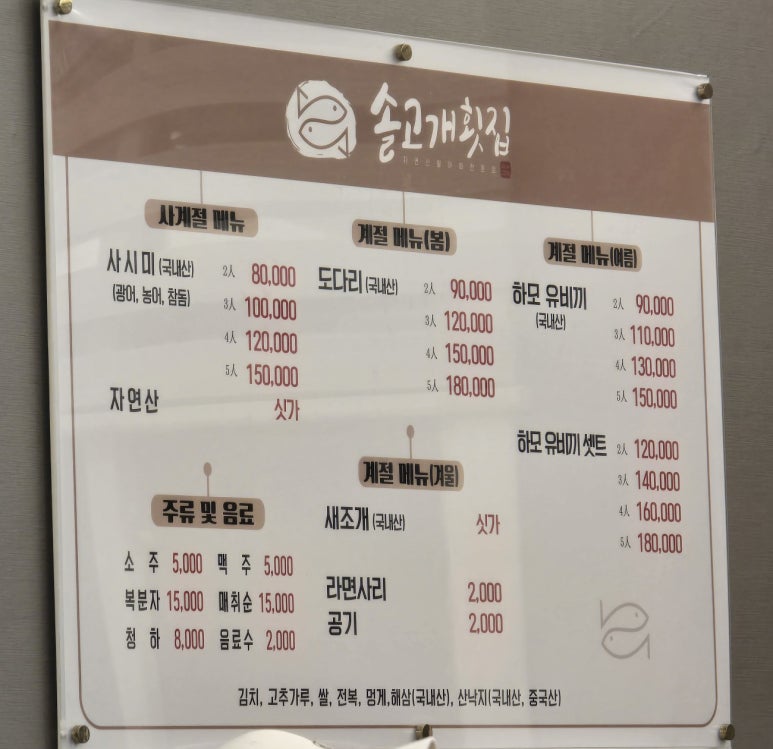 솔고개횟집
사계절 메뉴
사시미 (국내산) 2人 80,000
(광어, 농어, 참돔) 3人 100,000
4人 120,000
5人 150,000
자연산 싯가
계절 메뉴(봄)
도다리 (국내산) 2人 90,000
3人 120,000
4人 150,000
5人 180,000
계절 메뉴(여름)
하모 유비끼 2人 90,000
(국내산) 3人 110,000
4人 130,000
5人 150,000
하모 유비끼 셋트 2人 120,000
3人 140,000
4人 160,000
5人 180,000
주류 및 음료
소 주 5,000 맥 주 5,000
복분자 15,000 매취순 15,000
청 하 8,000 음료수 2,000
계절 메뉴(겨울)
새조개 (국내산) 싯가
라면사리 2,000
공기 2,000
김치, 고추가루, 쌀, 전복, 멍게,해삼(국내산), 산낙지(국내산, 중국산)